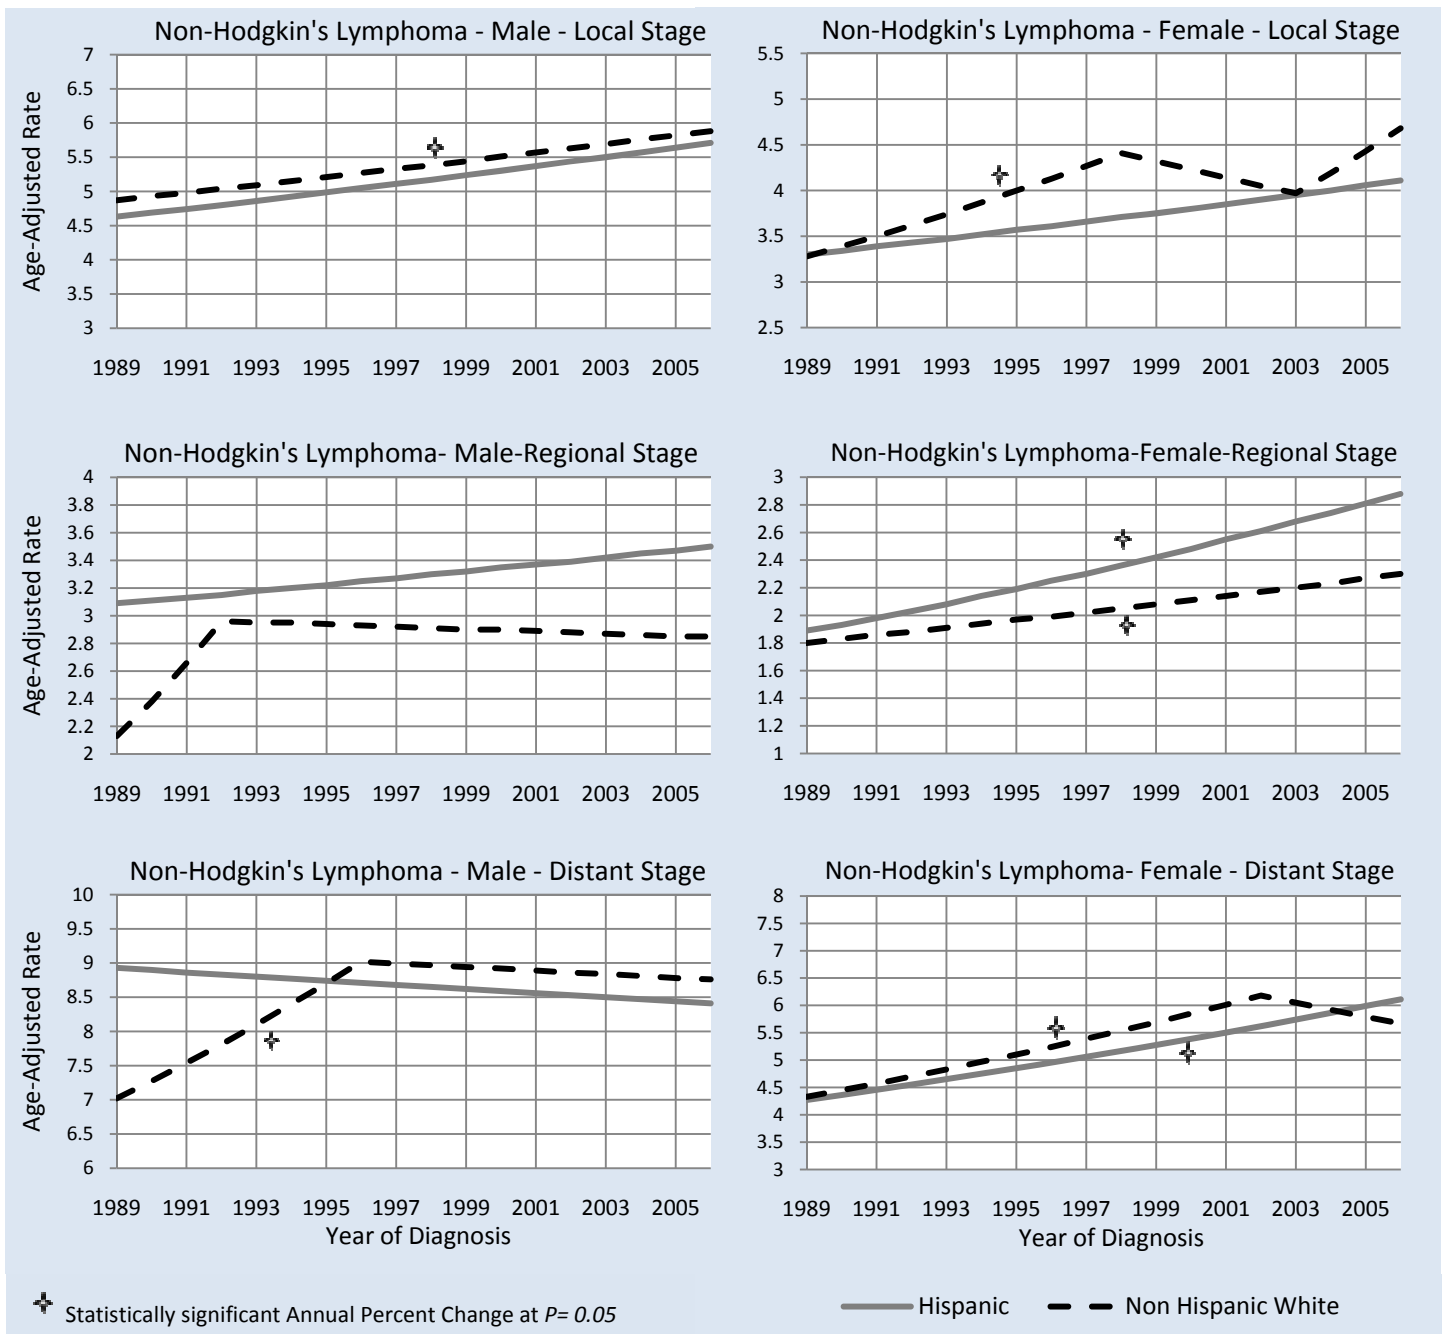 Non-Hodgkin's Lymphoma - Male - Local Stage
Age-Adjusted Rate
7
6.5
6
5.5
5
4.5
4
3.5
3
1989 1991 1993 1995 1997 1999 2001 2003 2005
Non-Hodgkin's Lymphoma - Female - Local Stage
5.5
5
4.5
4
3.5
3
2.5
1989 1991 1993 1995 1997 1999 2001 2003 2005
Non-Hodgkin's Lymphoma- Male-Regional Stage
Age-Adjusted Rate
4
3.8
3.6
3.4
3.2
3
2.8
2.6
2.4
2.2
2
1989 1991 1993 1995 1997 1999 2001 2003 2005
Non-Hodgkin's Lymphoma-Female-Regional Stage
3
2.8
2.6
2.4
2.2
2
1.8
1.6
1.4
1.2
1
1989 1991 1993 1995 1997 1999 2001 2003 2005
Non-Hodgkin's Lymphoma - Male - Distant Stage
Age-Adjusted Rate
10
9.5
9
8.5
8
7.5
7
6.5
6
1989 1991 1993 1995 1997 1999 2001 2003 2005
Year of Diagnosis
Non-Hodgkin's Lymphoma- Female - Distant Stage
8
7.5
7
6.5
6
5.5
5
4.5
4
3.5
3
1989 1991 1993 1995 1997 1999 2001 2003 2005
Year of Diagnosis
Statistically significant Annual Percent Change at P= 0.05
Hispanic
Non Hispanic White